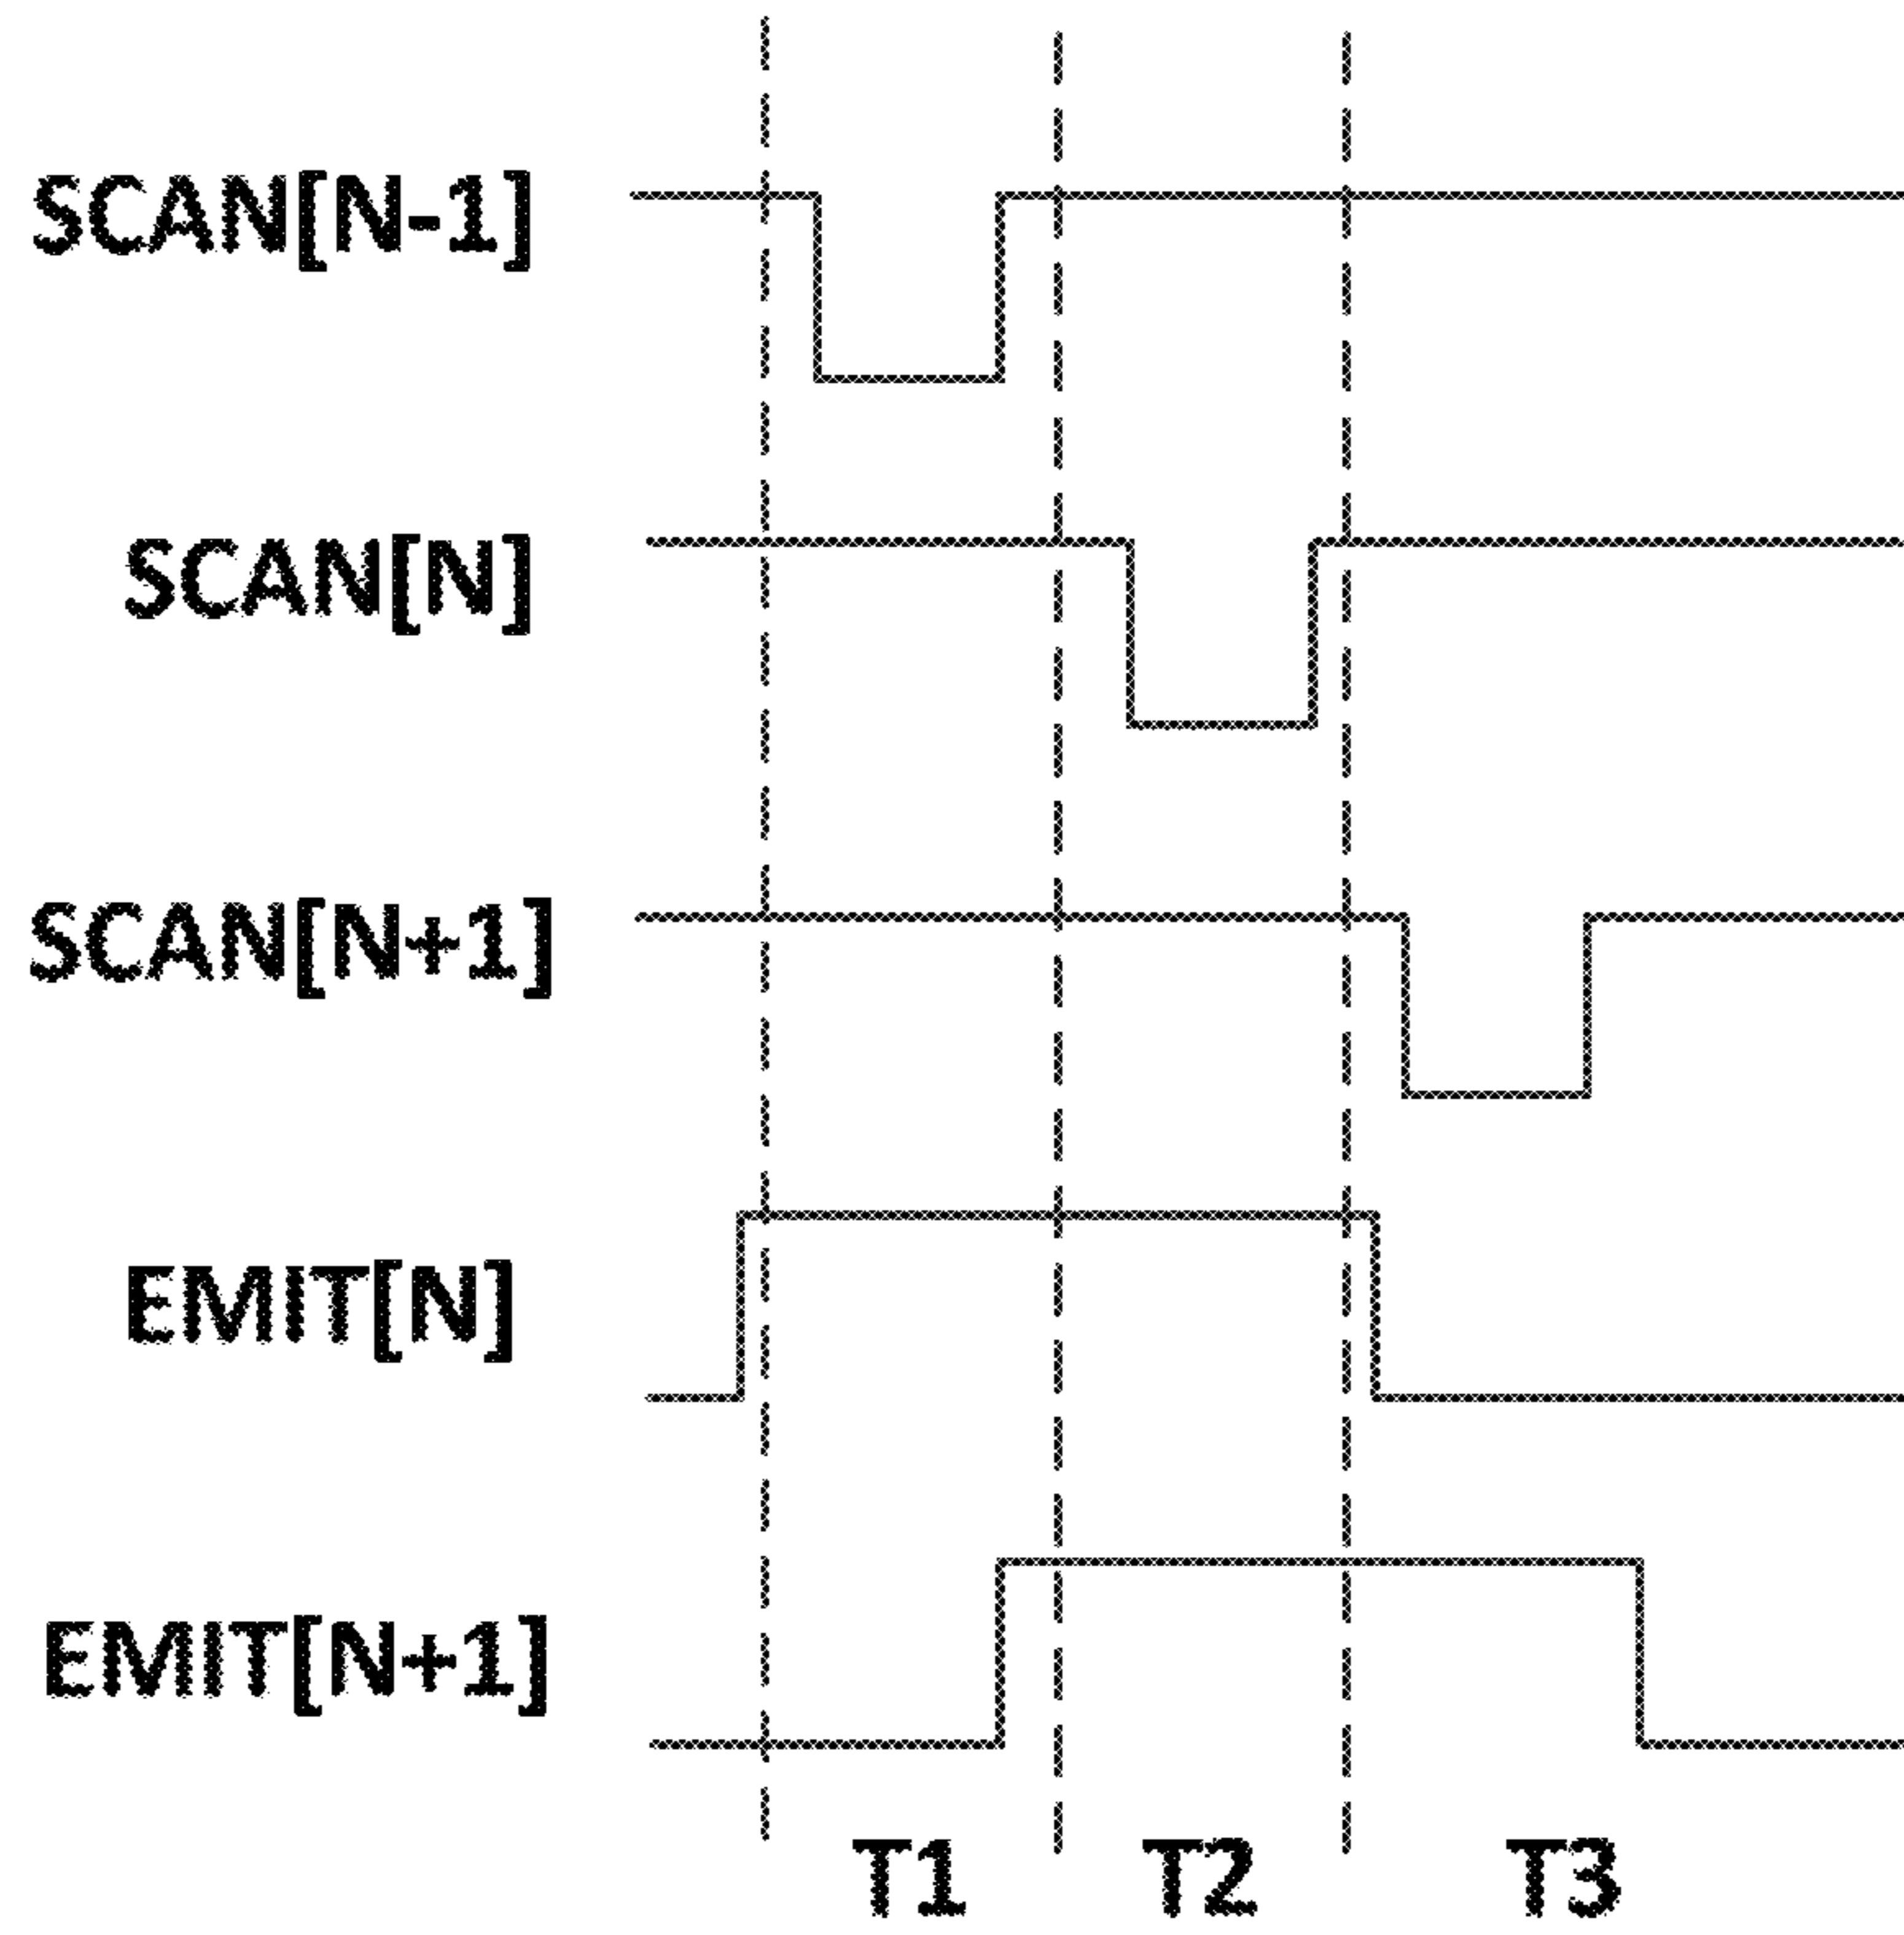 SCAN[N-1]
SCAN[N]
SCAN[N+1]
EMIT[N]
EMIT[N+1]
T1 T2 T3